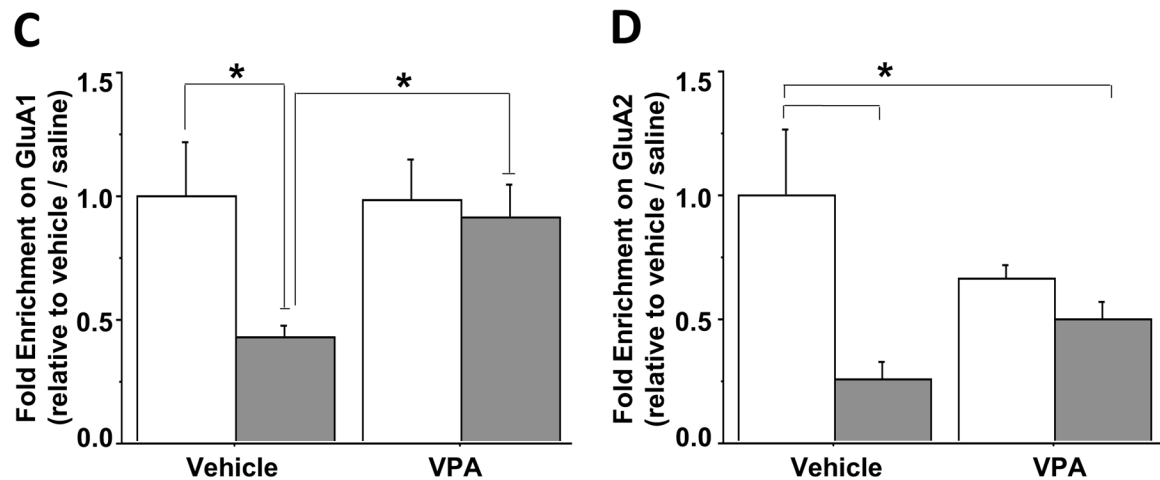 C
Fold Enrichment on GluA1
(relative to vehicle / saline)
1.5
1.0
0.5
0.0
*
*
Vehicle
VPA
D
Fold Enrichment on GluA2
(relative to vehicle / saline)
1.5
1.0
0.5
0.0
*
Vehicle
VPA